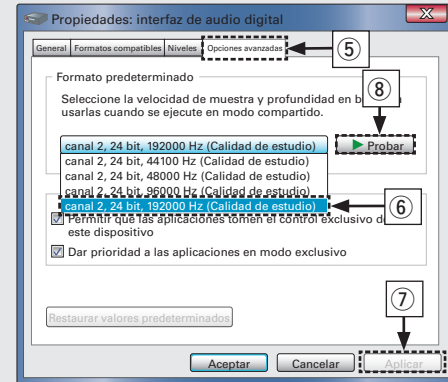 Propiedades: interfaz de audio digital
General Formatos compatibles Niveles Opciones avanzadas
⑤
Formato predeterminado
⑧
Seleccione la velocidad de muestra y profundidad en b
usarlas cuando se ejecute en modo compartido.
canal 2, 24 bit, 192000 Hz (Calidad de estudio) Probar
canal 2, 24 bit, 44100 Hz (Calidad de estudio)
canal 2, 24 bit, 48000 Hz (Calidad de estudio)
canal 2, 24 bit, 96000 Hz (Calidad de estudio)
canal 2, 24 bit, 192000 Hz (Calidad de estudio)
⑥
Permitir que las aplicaciones tomen el control exclusivo de
este dispositivo
Dar prioridad a las aplicaciones en modo exclusivo
⑦
Restaurar valores predeterminados
Aceptar Cancelar Aplicar